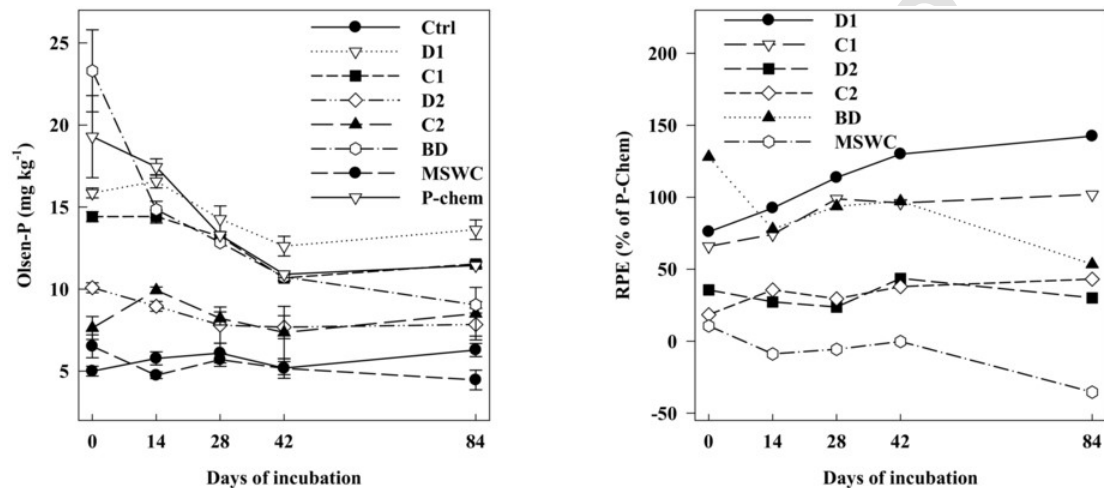 Olsen-P (mg kg⁻¹)
25
20
15
10
5
0
14
28
42
84
Days of incubation
Ctrl
D1
C1
D2
C2
BD
MSWC
P-chem
RPE (% of P-Chem)
200
150
100
50
0
-50
0
14
28
42
84
Days of incubation
D1
C1
D2
C2
BD
MSWC